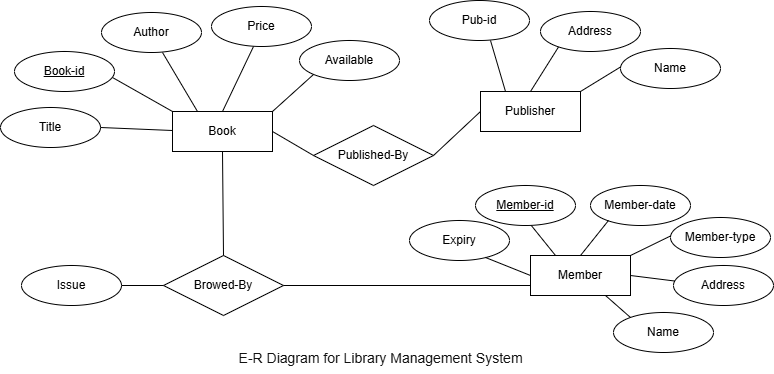 Pub-id
Author
Price
Address
Available
Name
Book-id
Title
Book
Publisher
Published-By
Member-id
Member-date
Member-type
Expiry
Member
Issue
Browed-By
Address
Name
E-R Diagram for Library Management System